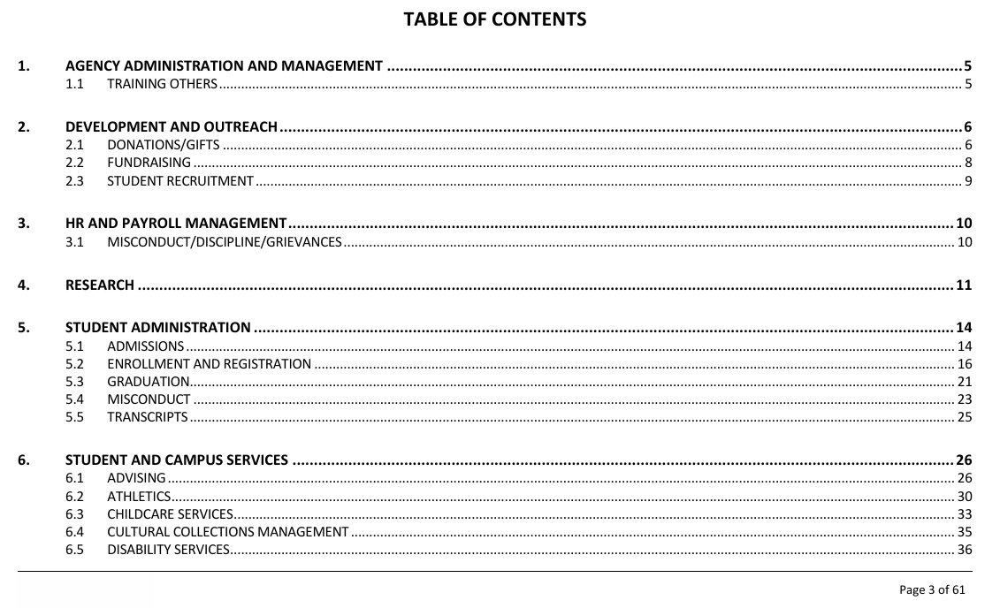 TABLE OF CONTENTS
1. AGENCY ADMINISTRATION AND MANAGEMENT ........ 5
1.1 TRAINING OTHERS ........ 5
2. DEVELOPMENT AND OUTREACH ........ 6
2.1 DONATIONS/GIFTS ........ 6
2.2 FUNDRAISING ........ 8
2.3 STUDENT RECRUITMENT ........ 9
3. HR AND PAYROLL MANAGEMENT ........ 10
3.1 MISCONDUCT/DISCIPLINE/GRIEVANCES ........ 10
4. RESEARCH ........ 11
5. STUDENT ADMINISTRATION ........ 14
5.1 ADMISSIONS ........ 14
5.2 ENROLLMENT AND REGISTRATION ........ 16
5.3 GRADUATION ........ 21
5.4 MISCONDUCT ........ 23
5.5 TRANSCRIPTS ........ 25
6. STUDENT AND CAMPUS SERVICES ........ 26
6.1 ADVISING ........ 26
6.2 ATHLETICS ........ 30
6.3 CHILDCARE SERVICES ........ 33
6.4 CULTURAL COLLECTIONS MANAGEMENT ........ 35
6.5 DISABILITY SERVICES ........ 36
Page 3 of 61